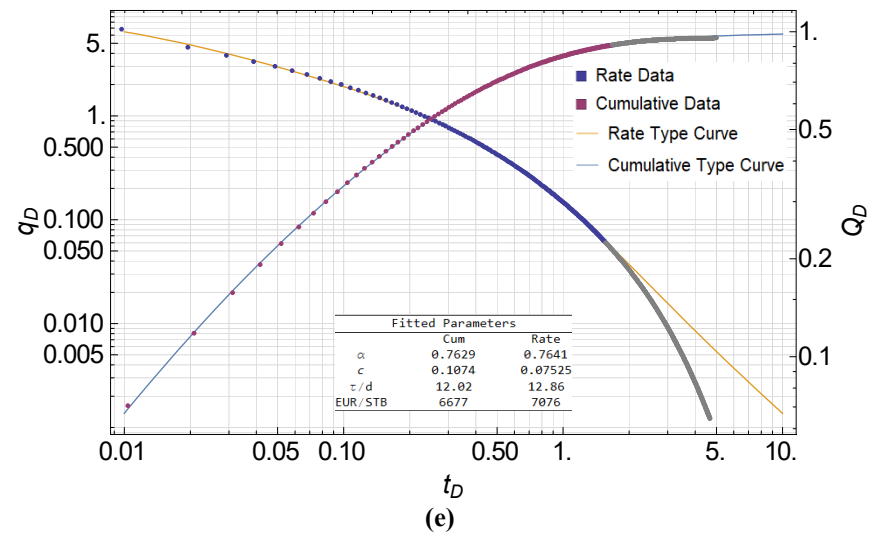 5.
1.
0.500
0.100
0.050
0.010
0.005
q_D
1.
0.5
0.2
0.1
Q_D
Rate Data
Cumulative Data
Rate Type Curve
Cumulative Type Curve
Fitted Parameters
Cum Rate
α 0.7629 0.7641
c 0.1074 0.07525
τ/d 12.02 12.86
EUR/STB 6677 7076
0.01 0.05 0.10 0.50 1. 5. 10.
t_D
(e)